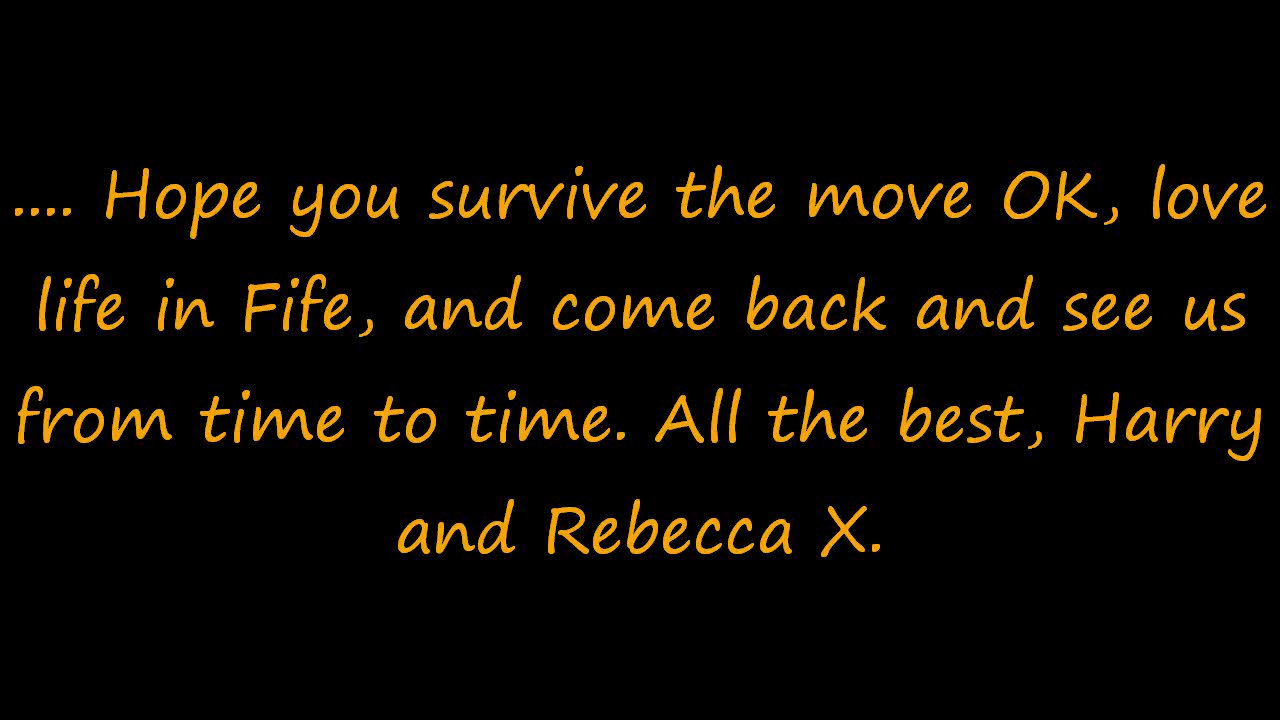 .... Hope you survive the move OK, love
life in Fife, and come back and see us
from time to time. All the best, Harry
and Rebecca X.